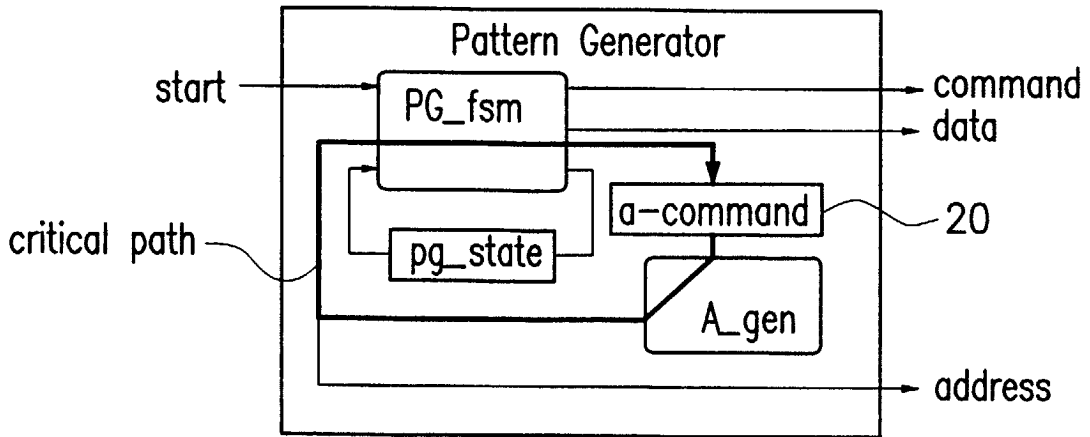 Pattern Generator
start
PG_fsm
command
data
a-command
20
critical path
pg_state
A_gen
address